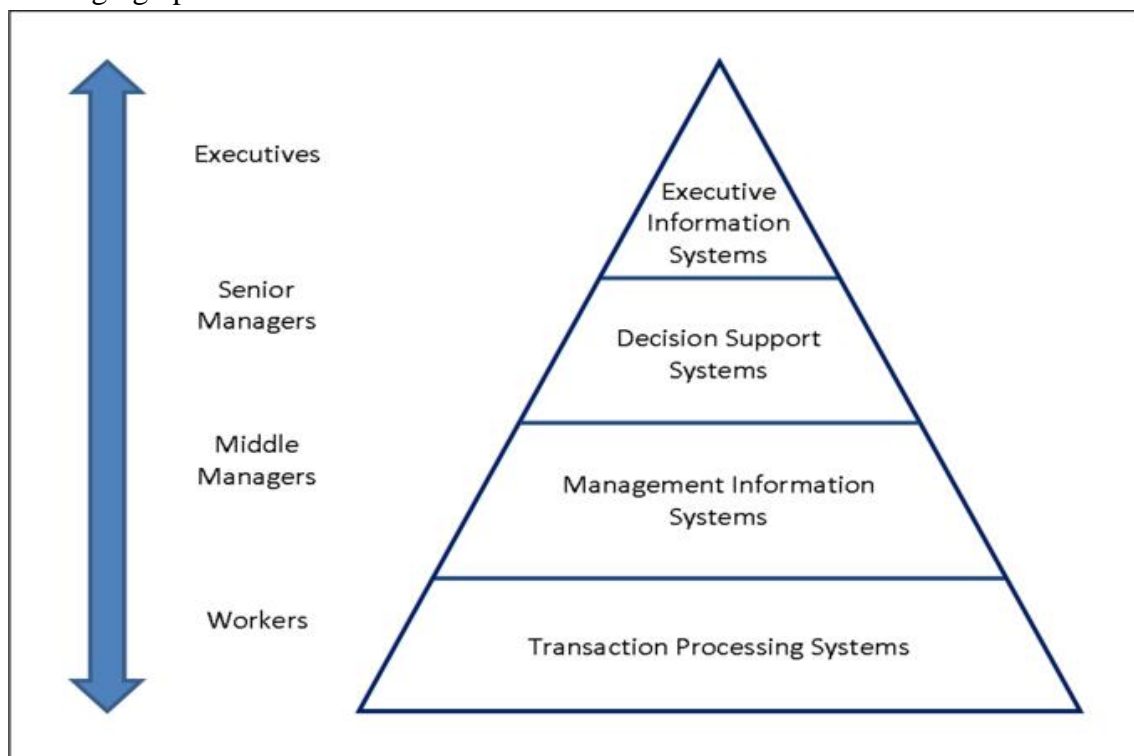 Executives
Executive
Information
Systems
Senior
Managers
Decision Support
Systems
Middle
Managers
Management Information
Systems
Workers
Transaction Processing Systems